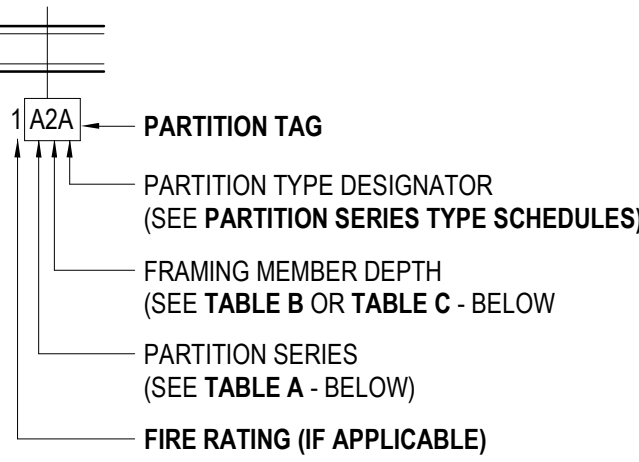 1 A2A
PARTITION TAG
PARTITION TYPE DESIGNATOR
(SEE PARTITION SERIES TYPE SCHEDULES)
FRAMING MEMBER DEPTH
(SEE TABLE B OR TABLE C - BELOW
PARTITION SERIES
(SEE TABLE A - BELOW)
FIRE RATING (IF APPLICABLE)